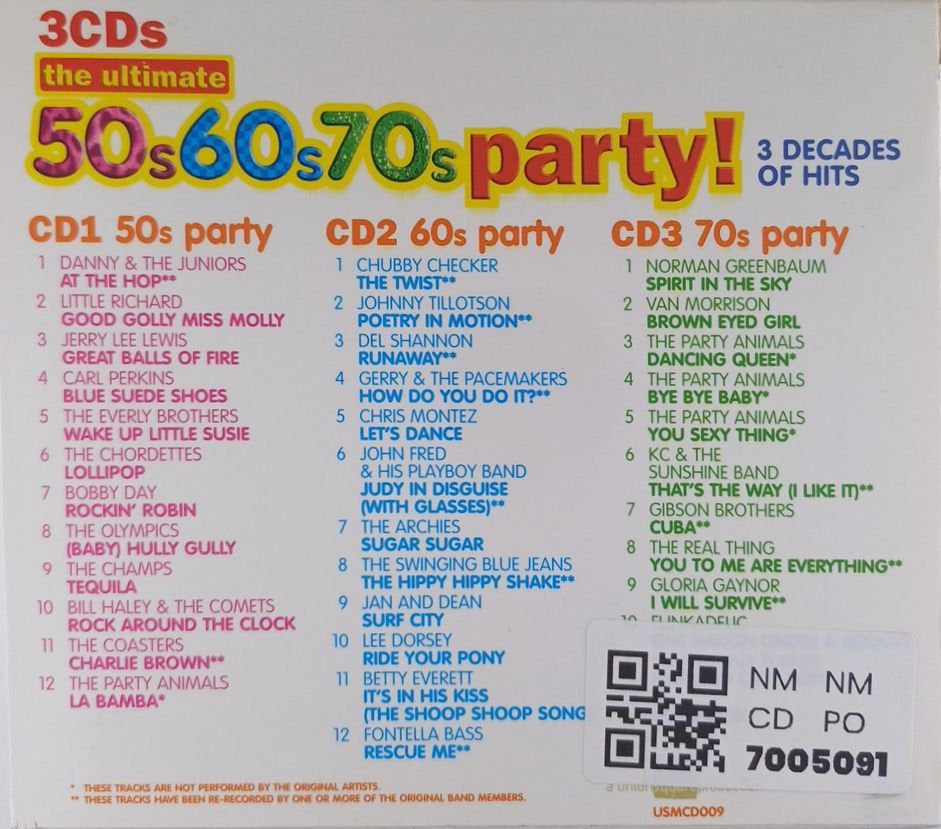 3CDs
the ultimate
50s60s70s party!
3 DECADES
OF HITS
CD1 50s party
1 DANNY & THE JUNIORS
AT THE HOP**
2 LITTLE RICHARD
GOOD GOLLY MISS MOLLY
3 JERRY LEE LEWIS
GREAT BALLS OF FIRE
4 CARL PERKINS
BLUE SUEDE SHOES
5 THE EVERLY BROTHERS
WAKE UP LITTLE SUSIE
6 THE CHORDETTES
LOLLIPOP
7 BOBBY DAY
ROCKIN' ROBIN
8 THE OLYMPICS
(BABY) HULLY GULLY
9 THE CHAMPS
TEQUILA
10 BILL HALEY & THE COMETS
ROCK AROUND THE CLOCK
11 THE COASTERS
CHARLIE BROWN**
12 THE PARTY ANIMALS
LA BAMBA*
CD2 60s party
1 CHUBBY CHECKER
THE TWIST**
2 JOHNNY TILLOTSON
POETRY IN MOTION**
3 DEL SHANNON
RUNAWAY**
4 GERRY & THE PACEMAKERS
HOW DO YOU DO IT?**
5 CHRIS MONTEZ
LET'S DANCE
6 JOHN FRED
& HIS PLAYBOY BAND
JUDY IN DISGUISE
(WITH GLASSES)**
7 THE ARCHIES
SUGAR SUGAR
8 THE SWINGING BLUE JEANS
THE HIPPY HIPPY SHAKE**
9 JAN AND DEAN
SURF CITY
10 LEE DORSEY
RIDE YOUR PONY
11 BETTY EVERETT
IT'S IN HIS KISS
(THE SHOOP SHOOP SONG
12 FONTELLA BASS
RESCUE ME**
CD3 70s party
1 NORMAN GREENBAUM
SPIRIT IN THE SKY
2 VAN MORRISON
BROWN EYED GIRL
3 THE PARTY ANIMALS
DANCING QUEEN*
4 THE PARTY ANIMALS
BYE BYE BABY*
5 THE PARTY ANIMALS
YOU SEXY THING*
6 KC & THE
SUNSHINE BAND
THAT'S THE WAY (I LIKE IT)**
7 GIBSON BROTHERS
CUBA**
8 THE REAL THING
YOU TO ME ARE EVERYTHING**
9 GLORIA GAYNOR
I WILL SURVIVE**
10 FUNKADELIC
NM NM
CD PO
7005091
* THESE TRACKS ARE NOT PERFORMED BY THE ORIGINAL ARTISTS.
** THESE TRACKS HAVE BEEN RE-RECORDED BY ONE OR MORE OF THE ORIGINAL BAND MEMBERS.
USMCD009